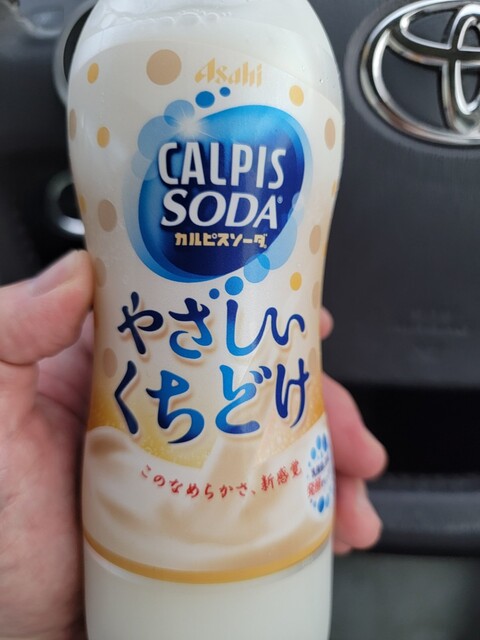 Asahi
CALPIS
SODA®
カルピスソーダ
やさしい
くちどけ
このなめらかさ、新感覚